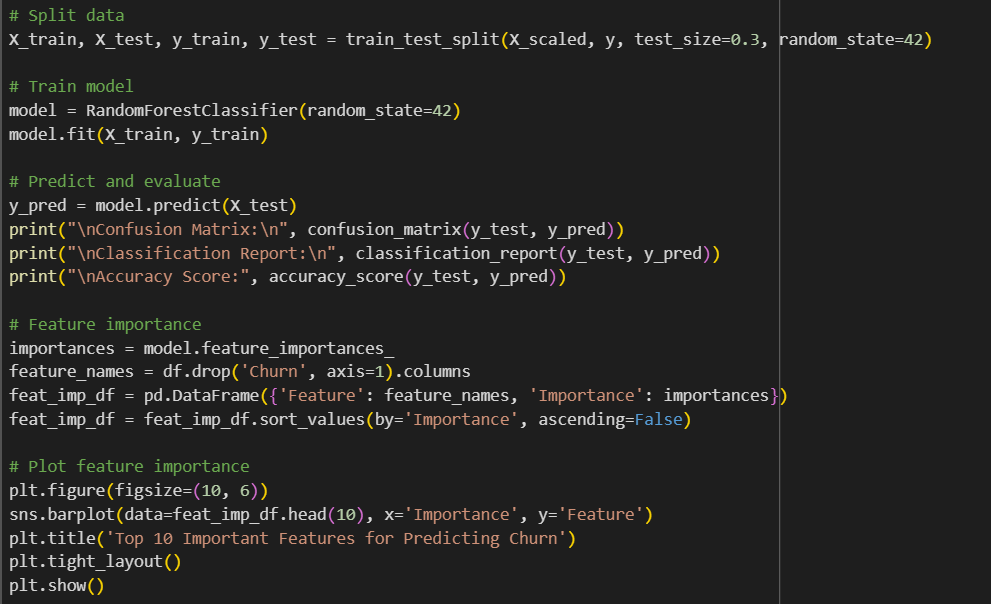 # Split data
X_train, X_test, y_train, y_test = train_test_split(X_scaled, y, test_size=0.3, random_state=42)
# Train model
model = RandomForestClassifier(random_state=42)
model.fit(X_train, y_train)
# Predict and evaluate
y_pred = model.predict(X_test)
print("\nConfusion Matrix:\n", confusion_matrix(y_test, y_pred))
print("\nClassification Report:\n", classification_report(y_test, y_pred))
print("\nAccuracy Score:", accuracy_score(y_test, y_pred))
# Feature importance
importances = model.feature_importances_
feature_names = df.drop('Churn', axis=1).columns
feat_imp_df = pd.DataFrame({'Feature': feature_names, 'Importance': importances})
feat_imp_df = feat_imp_df.sort_values(by='Importance', ascending=False)
# Plot feature importance
plt.figure(figsize=(10, 6))
sns.barplot(data=feat_imp_df.head(10), x='Importance', y='Feature')
plt.title('Top 10 Important Features for Predicting Churn')
plt.tight_layout()
plt.show()